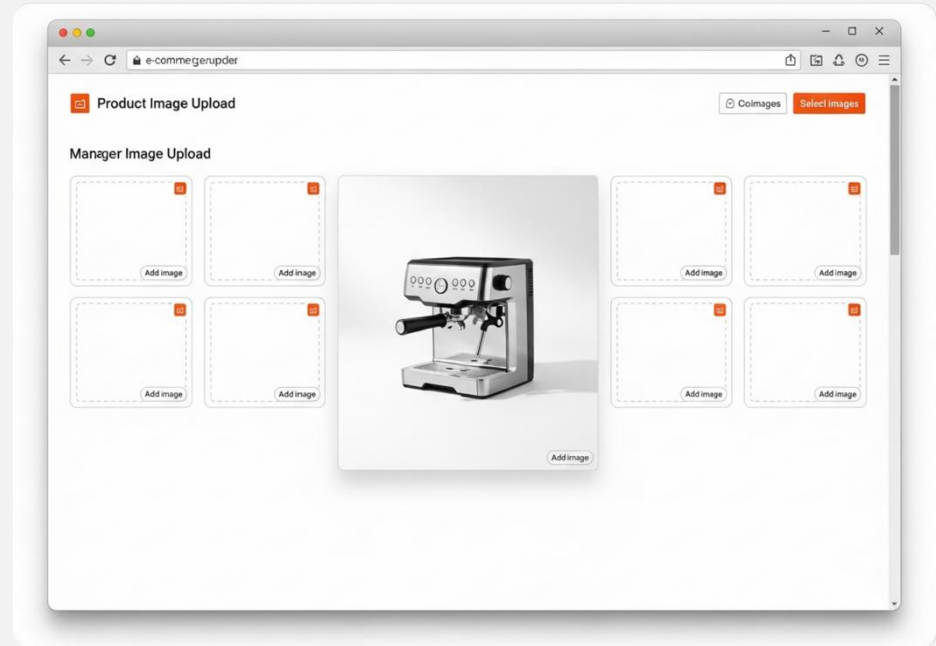 e-commegerupder
Product Image Upload
Coimages
Select images
Manager Image Upload
Add image
Add image
Add image
Add image
Add image
Add image
Add image
Add image
Add image